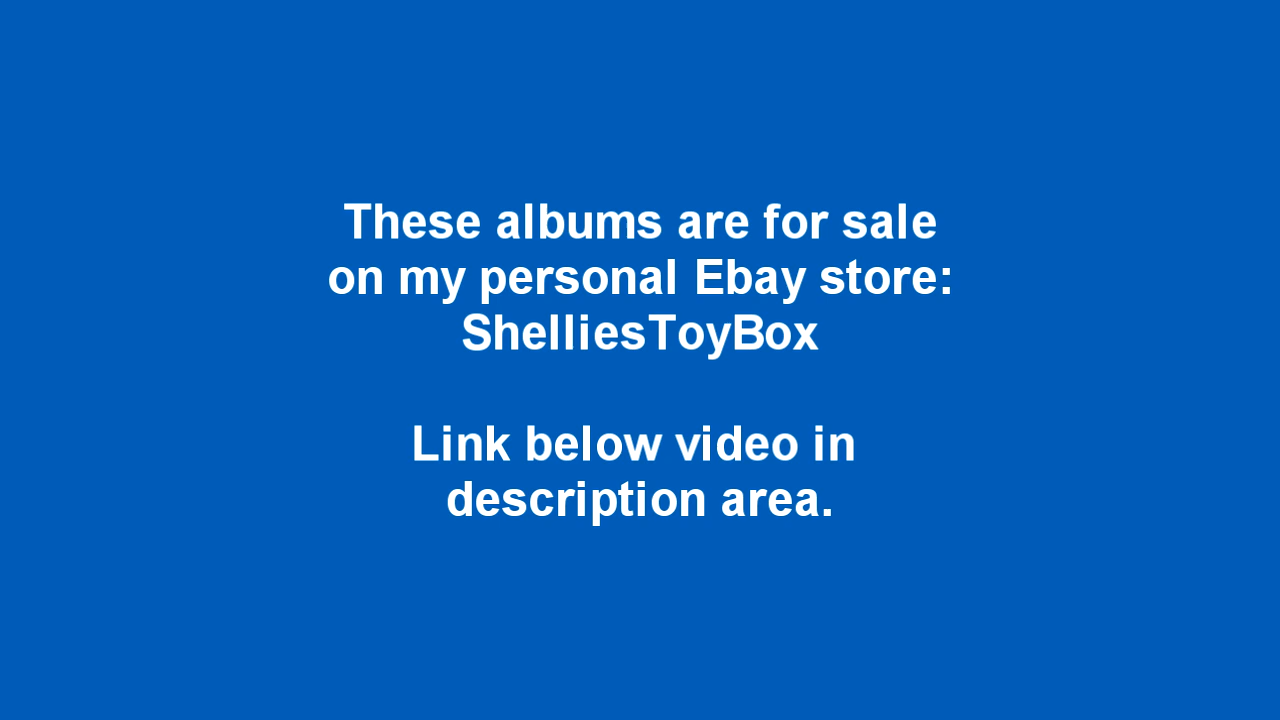 These albums are for sale
on my personal Ebay store:
ShelliesToyBox
Link below video in
description area.